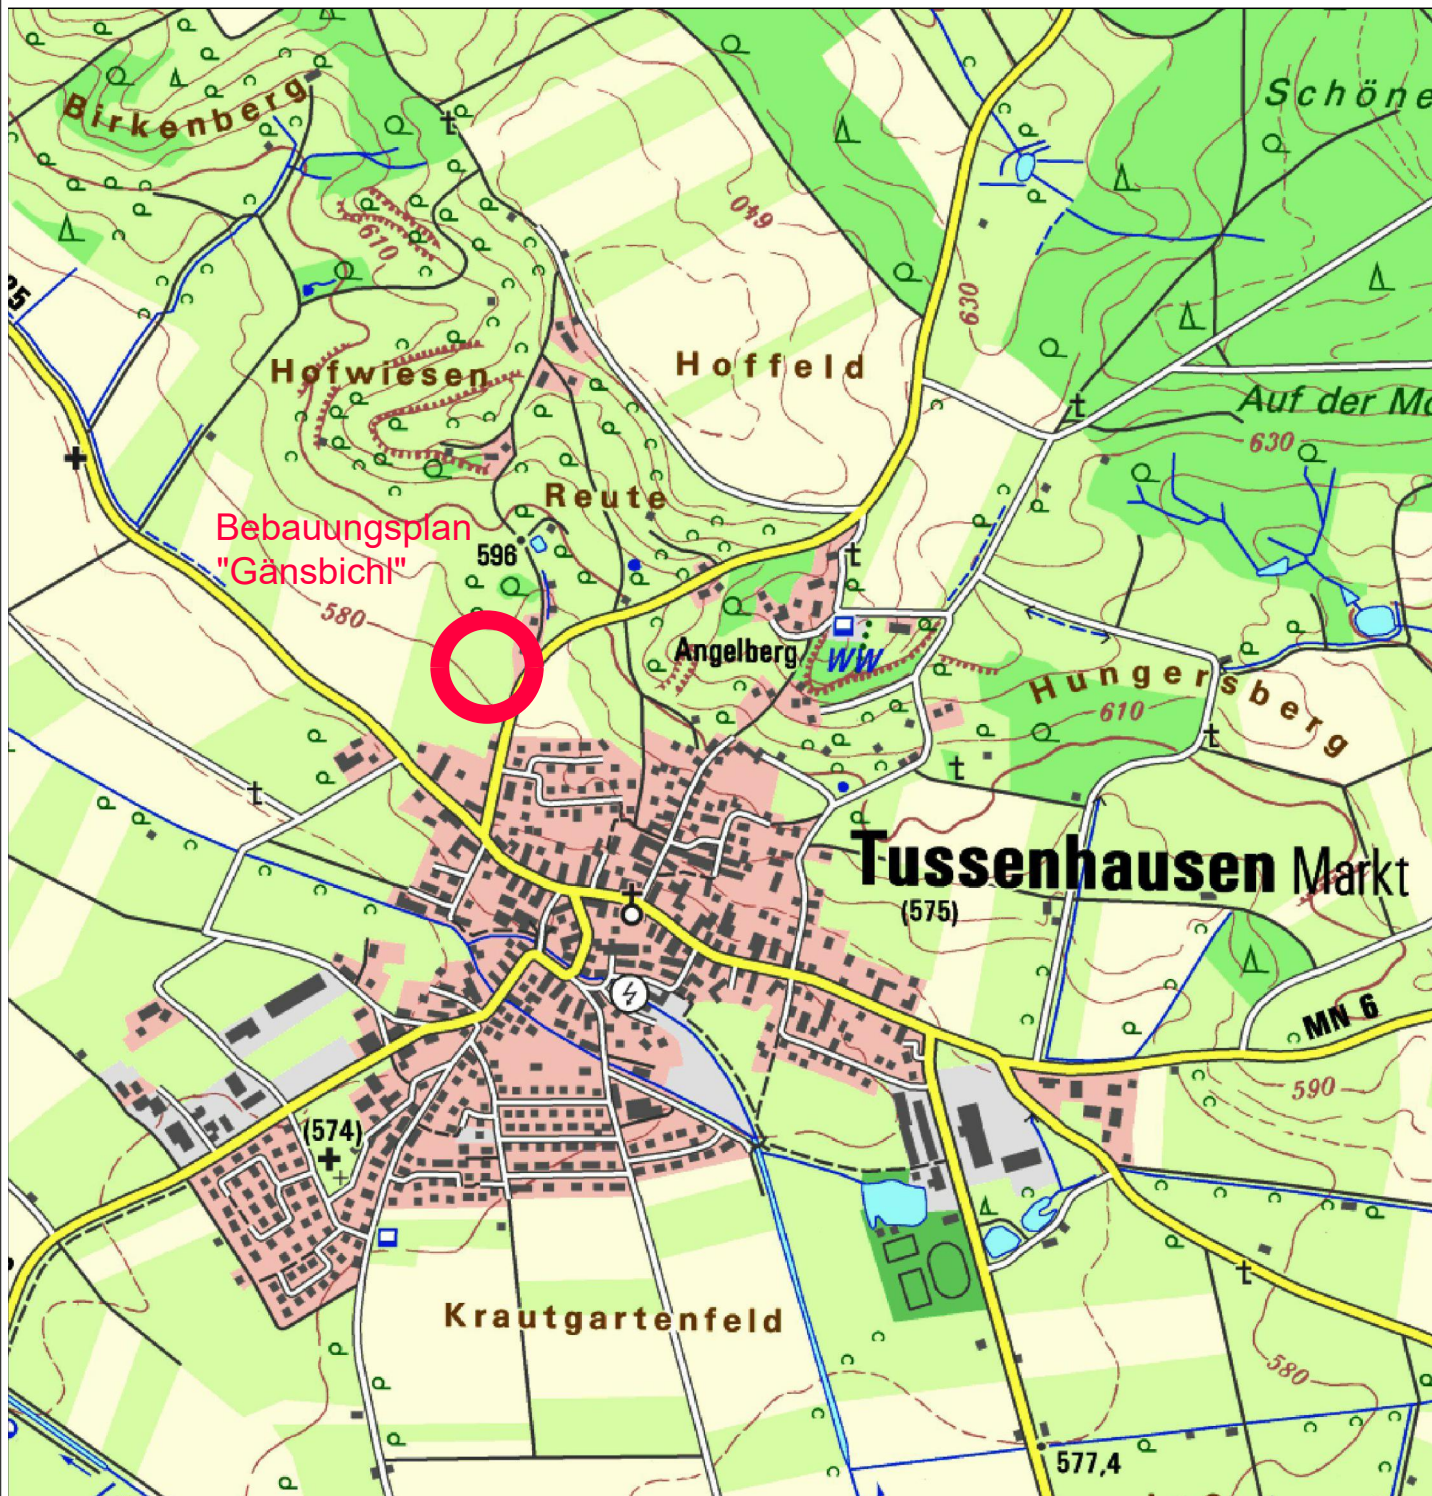 Schöne
Birkenberg
640
610
630
25
Hofwiesen
Hoffeld
Auf der Mo
630
Reute
Bebauungsplan
"Gänsbichl"
596
580
Angelberg
WW
Hungersberg
610
Tussenhausen Markt
(575)
MN 6
590
(574)
Krautgartenfeld
580
577,4